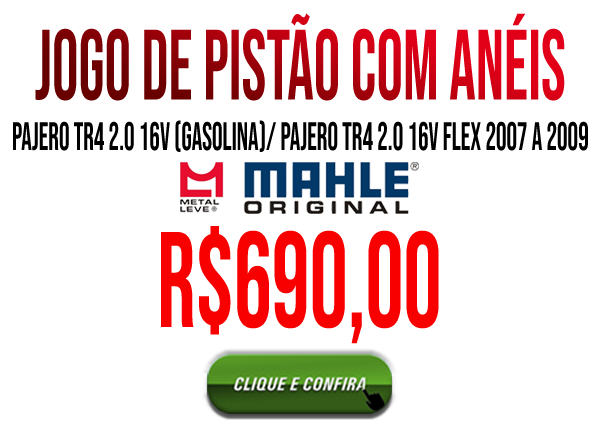 JOGO DE PISTÃO COM ANÉIS
PAJERO TR4 2.0 16V (GASOLINA)/ PAJERO TR4 2.0 16V FLEX 2007 A 2009
METAL LEVE® MAHLE® ORIGINAL
R$690,00
CLIQUE E CONFIRA